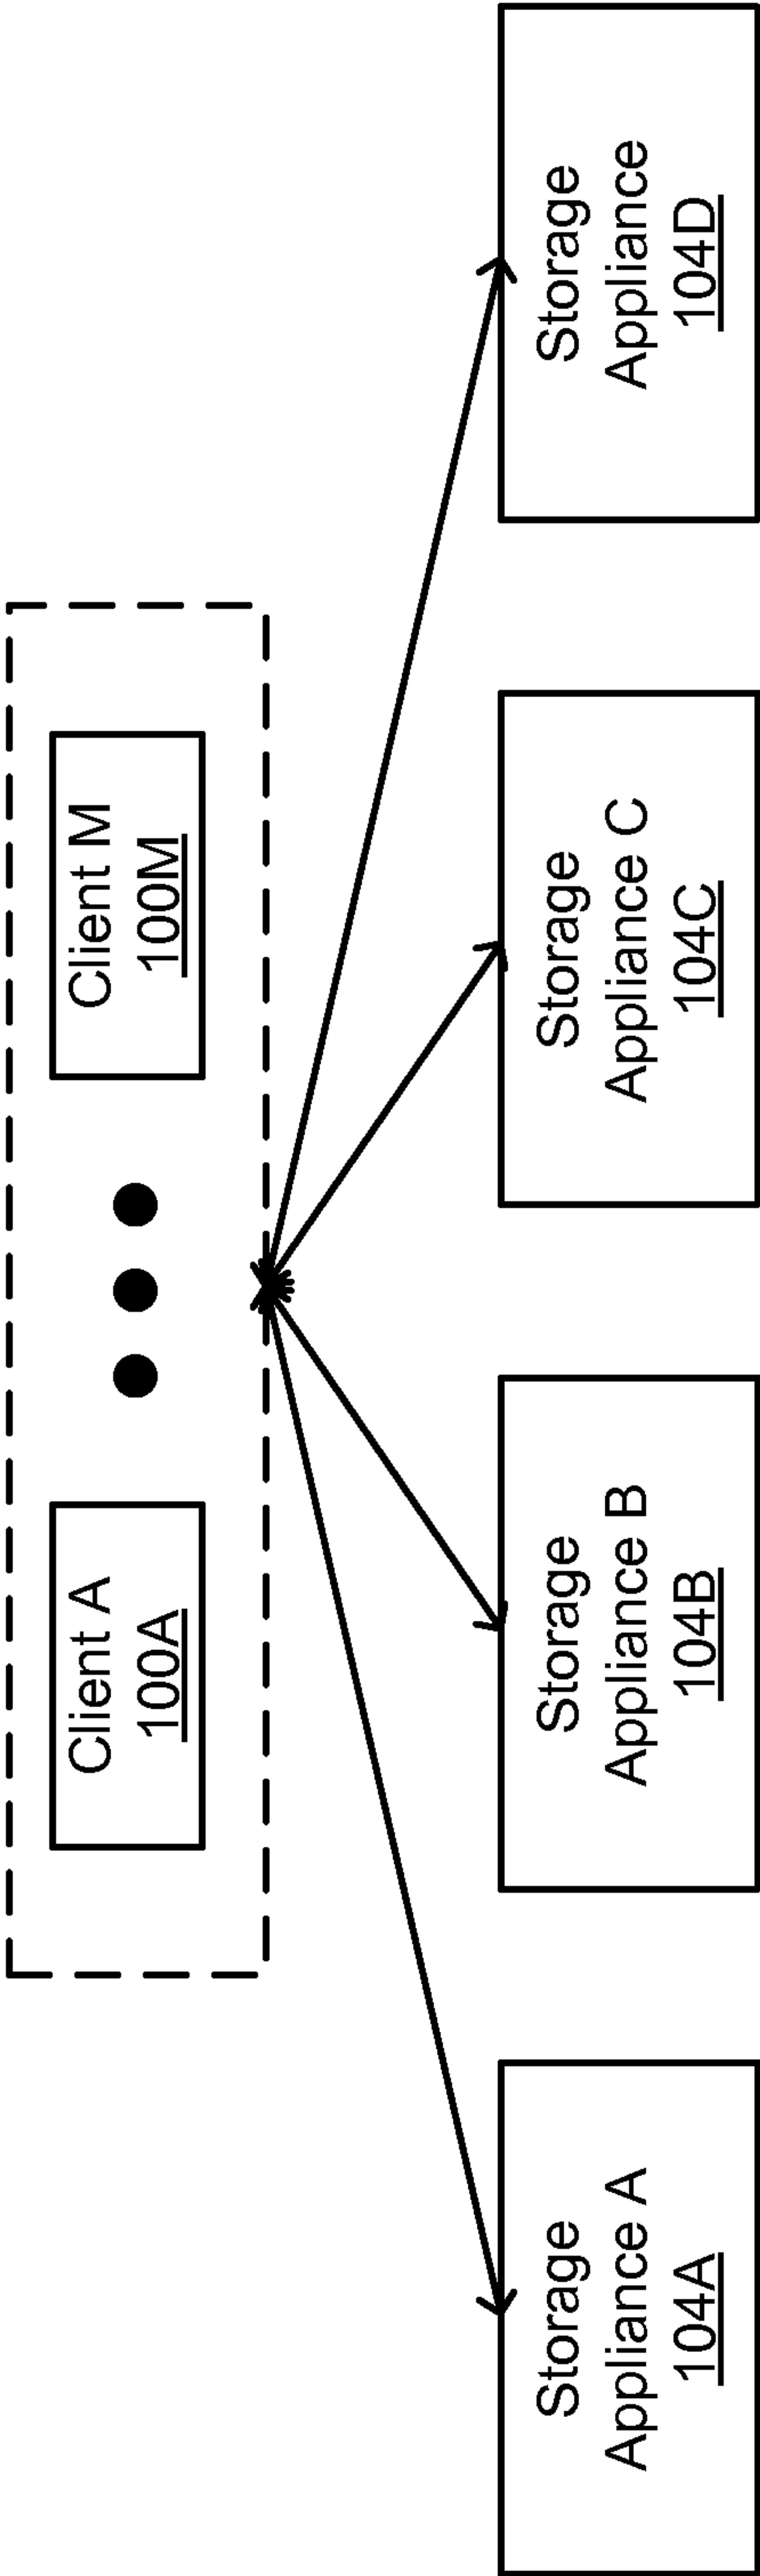 Client A
100A
Client M
100M
Storage
Appliance A
104A
Storage
Appliance B
104B
Storage
Appliance C
104C
Storage
Appliance
104D